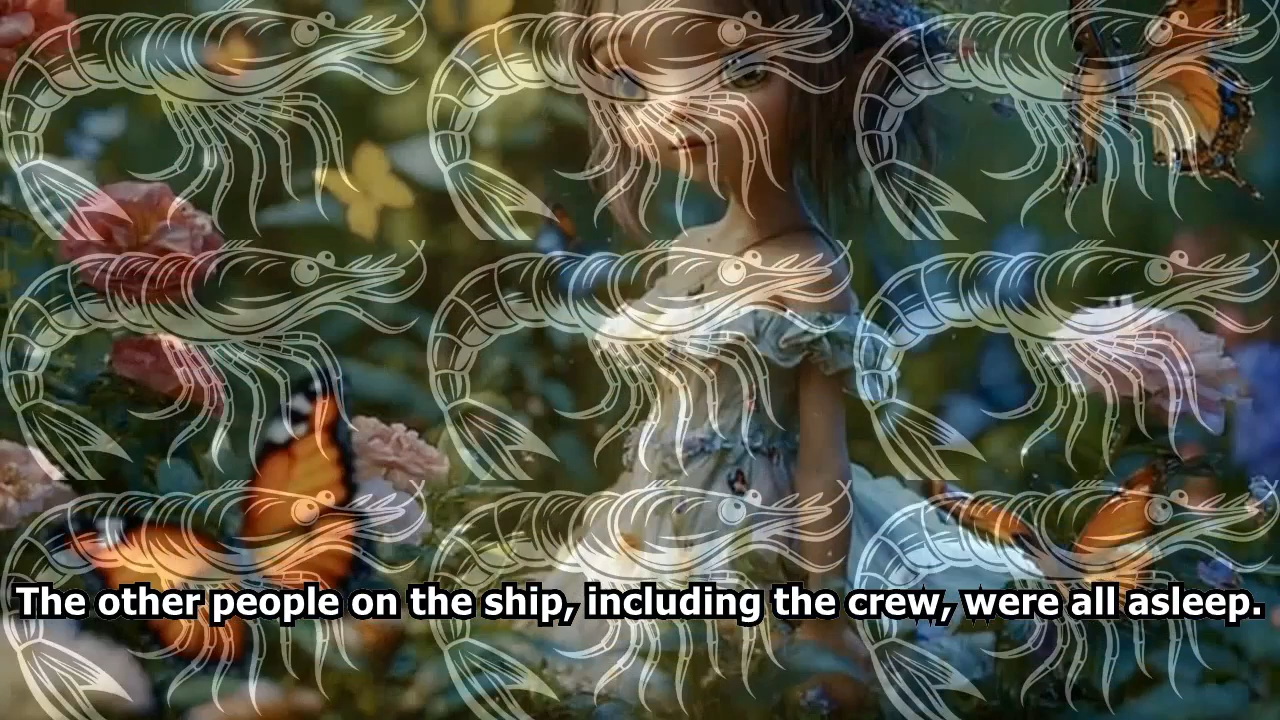 The other people on the ship, including the crew, were all asleep.